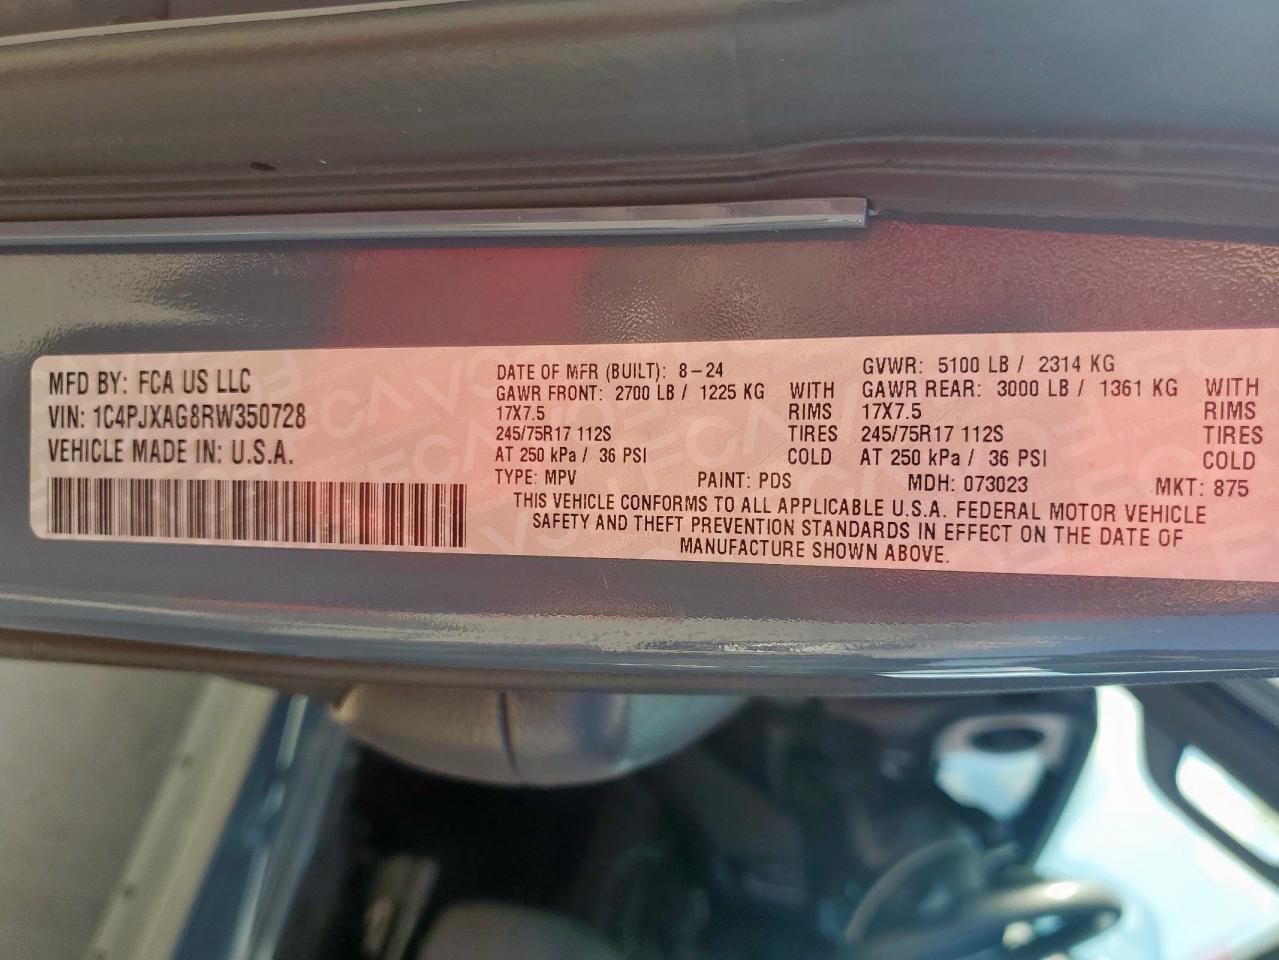 MFD BY: FCA US LLC
VIN: 1C4PJXAG8RW350728
VEHICLE MADE IN: U.S.A.
DATE OF MFR (BUILT): 8-24 GVWR: 5100 LB / 2314 KG
GAWR FRONT: 2700 LB / 1225 KG WITH GAWR REAR: 3000 LB / 1361 KG WITH
17X7.5 RIMS 17X7.5 RIMS
245/75R17 112S TIRES 245/75R17 112S TIRES
AT 250 kPa / 36 PSI COLD AT 250 kPa / 36 PSI COLD
TYPE: MPV PAINT: PDS MDH: 073023 MKT: 875
THIS VEHICLE CONFORMS TO ALL APPLICABLE U.S.A. FEDERAL MOTOR VEHICLE
SAFETY AND THEFT PREVENTION STANDARDS IN EFFECT ON THE DATE OF
MANUFACTURE SHOWN ABOVE.